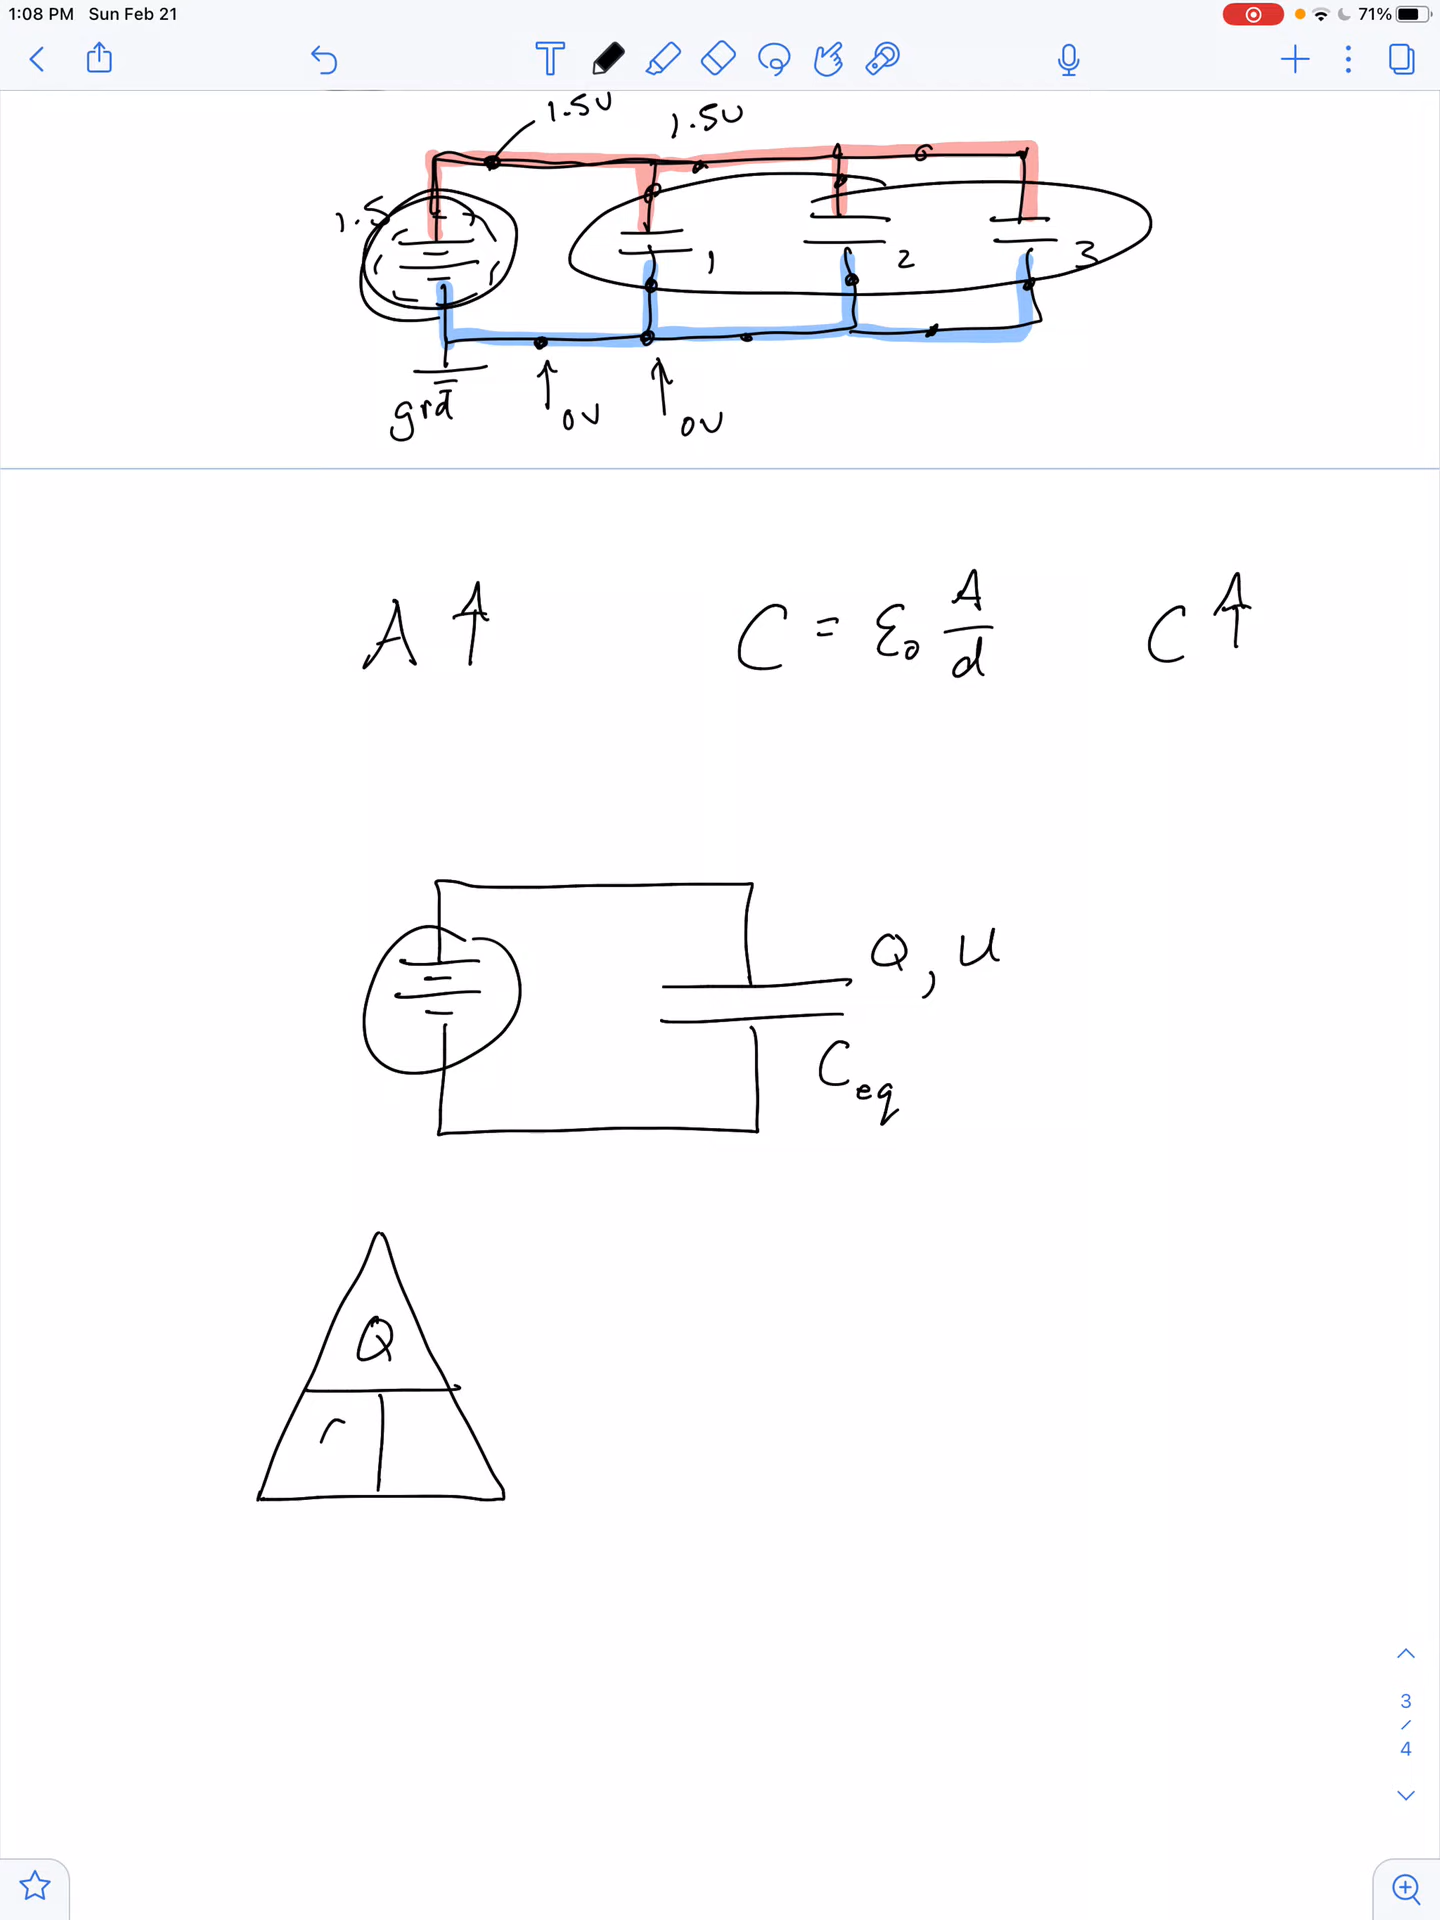 1:08 PM Sun Feb 21
71%
T
1.5V
1.5V
1.5
1
2
3
grd
0V
0V
A ↑
C = ε₀ A/d
C ↑
Q, U
Ceq
Q
3
/
4